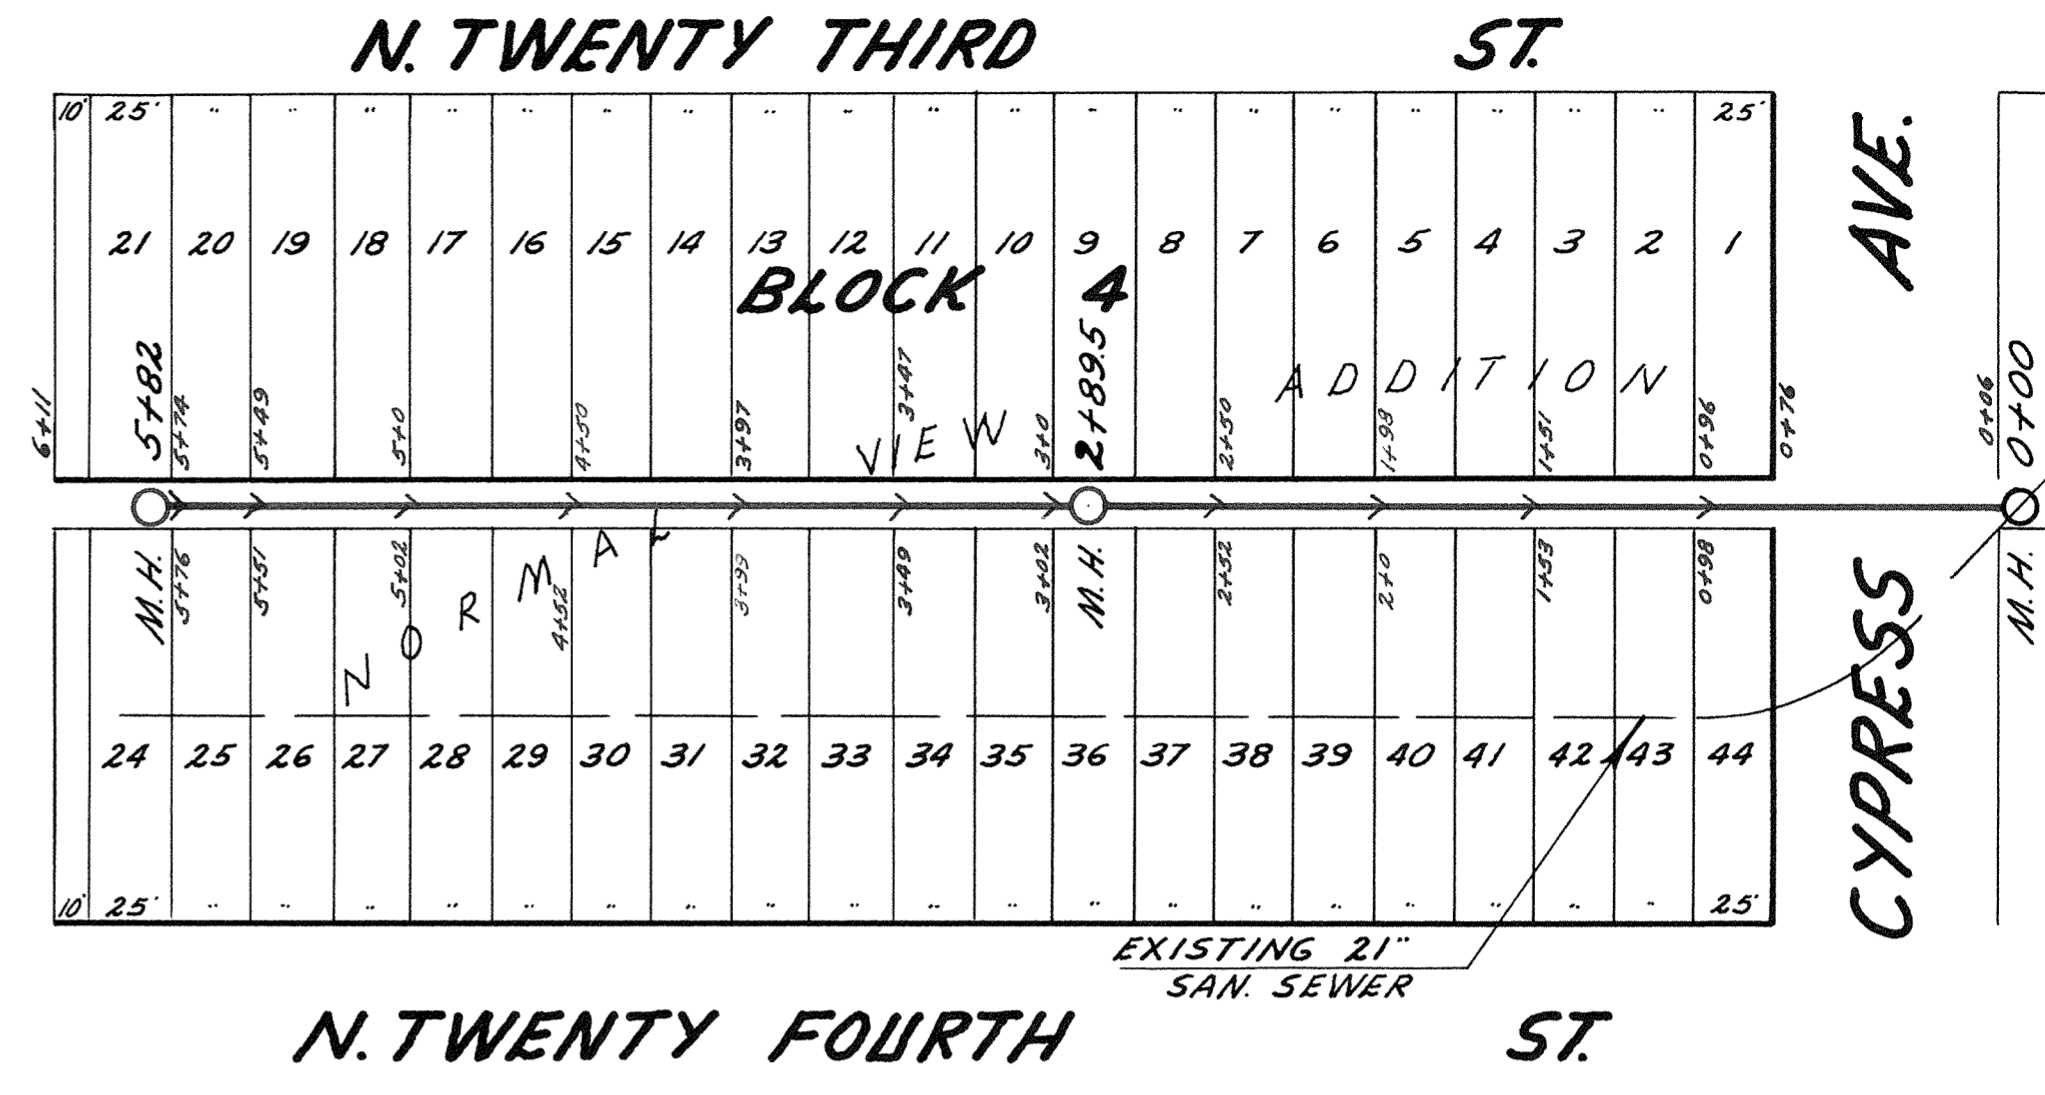 N. TWENTY THIRD ST.
10' 25' " " " " " " " " " " " " " " " " " " " 25'
21 20 19 18 17 16 15 14 13 12 11 10 9 8 7 6 5 4 3 2 1
BLOCK 4
ADDITION
VIEW
NORMAL
6+11 5+82 5+74 5+49 5+0 4+50 3+97 3+47 3+0 2+89.5 2+50 1+98 1+51 0+96 0+76 0+06 0+00
M.H. 5+76 5+51 5+02 4+52 3+99 3+49 3+02 M.H. 2+52 2+0 1+53 0+98 M.H.
24 25 26 27 28 29 30 31 32 33 34 35 36 37 38 39 40 41 42 43 44
10' 25' " " " " " " " " " " " " " " " " " " " 25'
EXISTING 21"
SAN. SEWER
N. TWENTY FOURTH ST.
CYPRESS AVE.